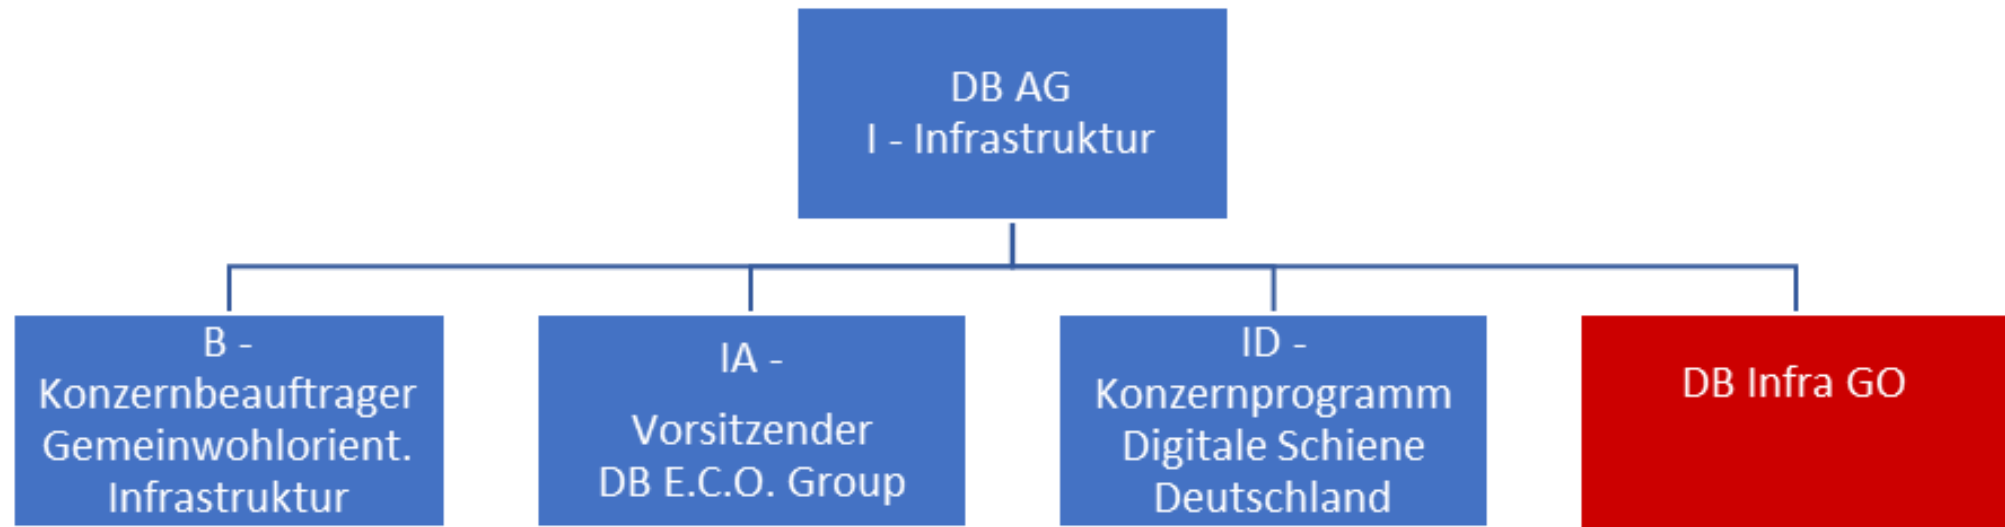 DB AG
I - Infrastruktur
B -
Konzernbeauftrager
Gemeinwohlorient.
Infrastruktur
IA -
Vorsitzender
DB E.C.O. Group
ID -
Konzernprogramm
Digitale Schiene
Deutschland
DB Infra GO